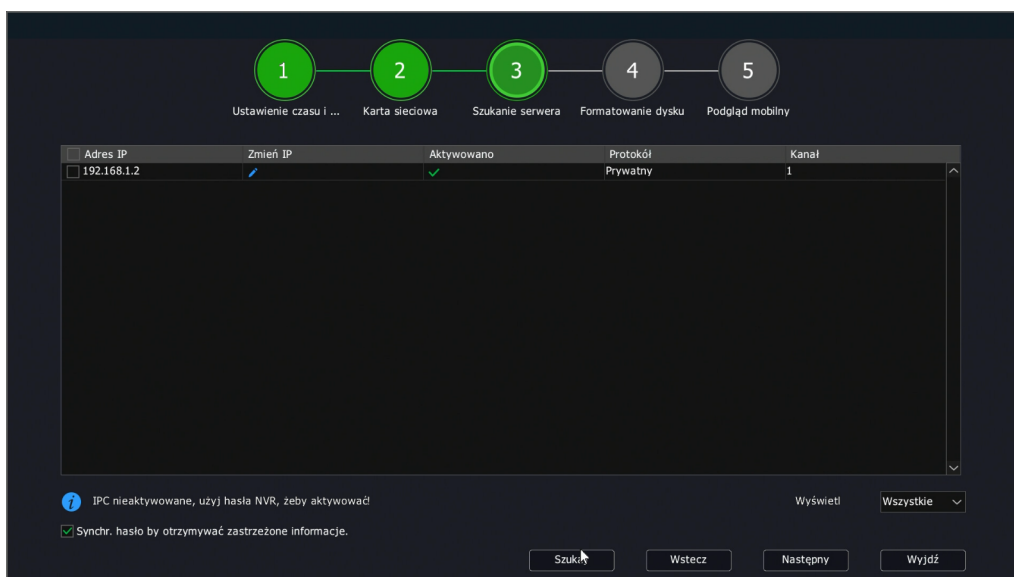 1 2 3 4 5
Ustawienie czasu i ... Karta sieciowa Szukanie serwera Formatowanie dysku Podgląd mobilny
Adres IP Zmień IP Aktywowano Protokół Kanał
192.168.1.2 Prywatny 1
IPC nieaktywowane, użyj hasła NVR, żeby aktywować!
Wyświetl Wszystkie
Synchr. hasło by otrzymywać zastrzeżone informacje.
Szukaj Wstecz Następny Wyjdź